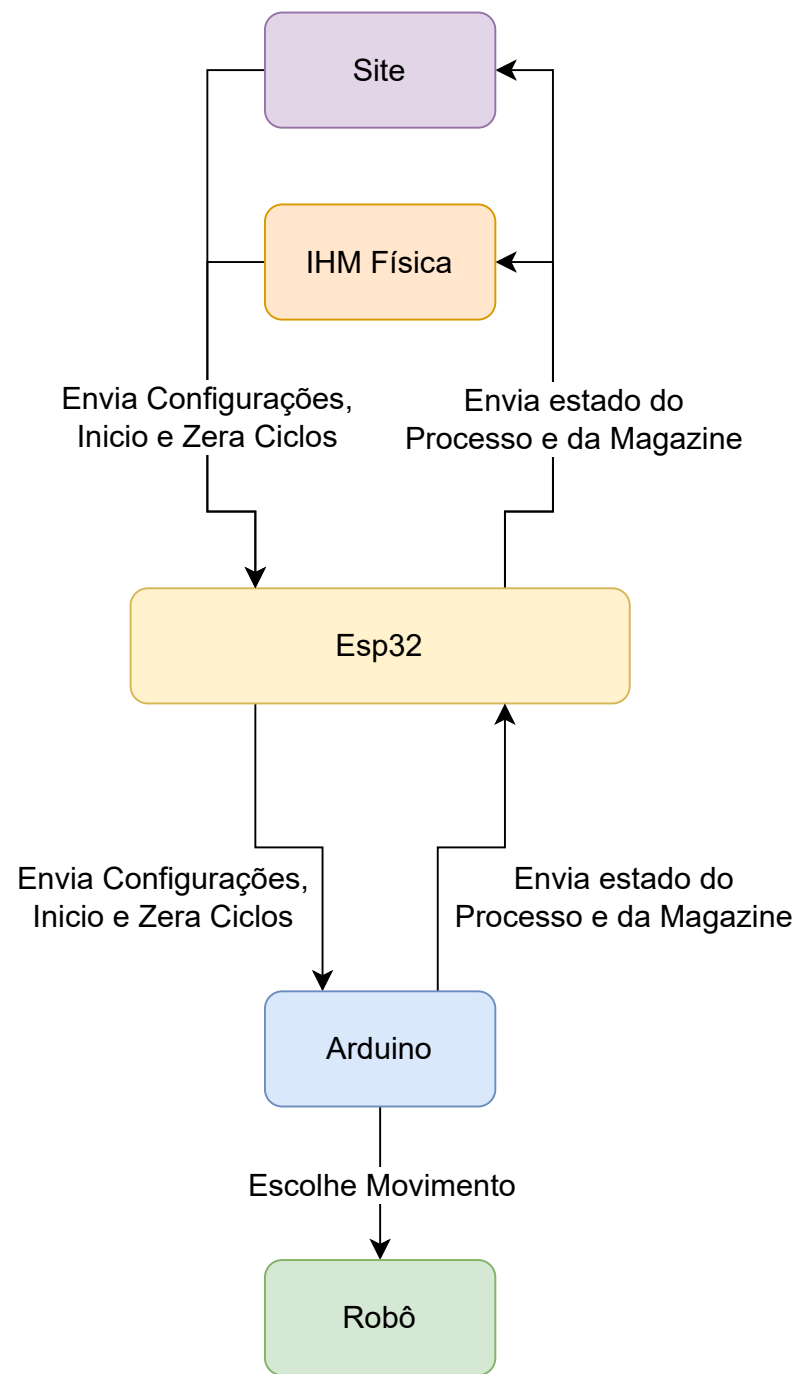 Site
IHM Física
Envia Configurações,
Inicio e Zera Ciclos
Envia estado do
Processo e da Magazine
Esp32
Envia Configurações,
Inicio e Zera Ciclos
Envia estado do
Processo e da Magazine
Arduino
Escolhe Movimento
Robô